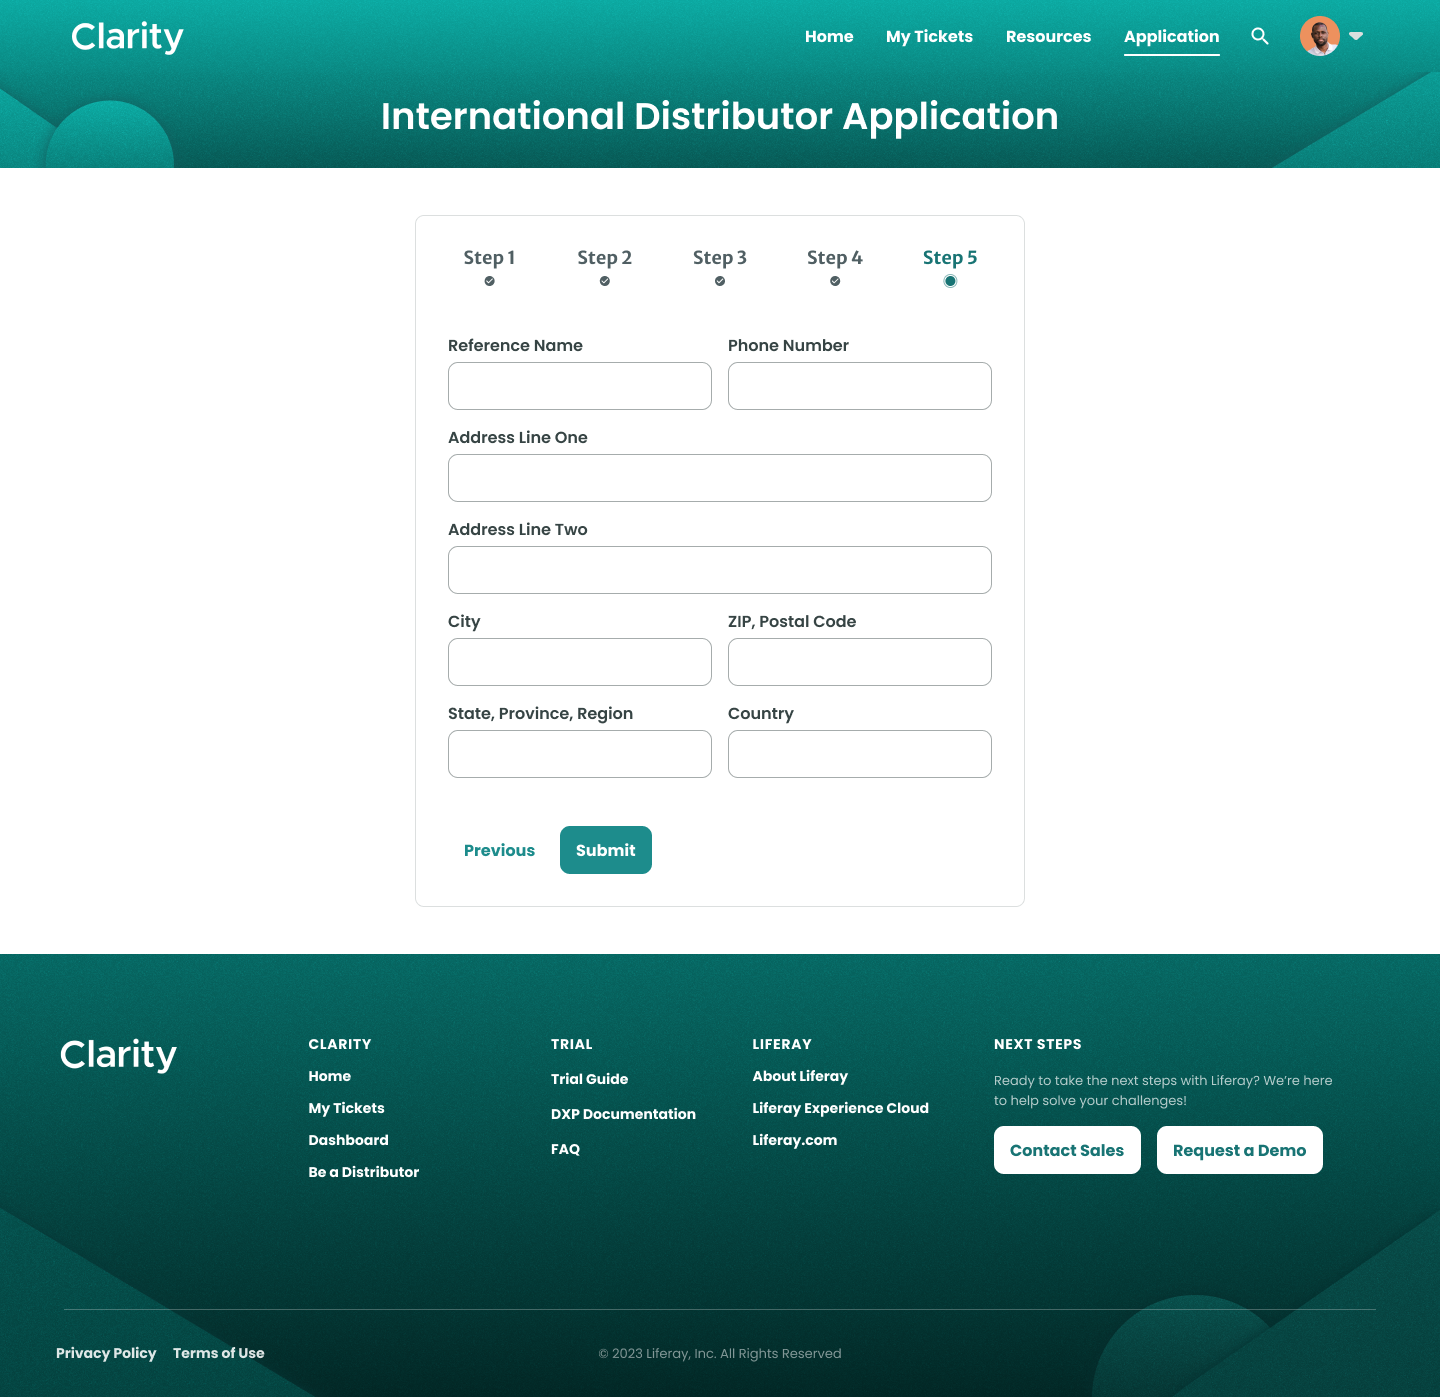 Clarity
Home My Tickets Resources Application
International Distributor Application
Step 1 Step 2 Step 3 Step 4 Step 5
Reference Name Phone Number
Address Line One
Address Line Two
City ZIP, Postal Code
State, Province, Region Country
Previous Submit
Clarity
CLARITY
Home
My Tickets
Dashboard
Be a Distributor
TRIAL
Trial Guide
DXP Documentation
FAQ
LIFERAY
About Liferay
Liferay Experience Cloud
Liferay.com
NEXT STEPS
Ready to take the next steps with Liferay? We’re here
to help solve your challenges!
Contact Sales Request a Demo
Privacy Policy Terms of Use
© 2023 Liferay, Inc. All Rights Reserved